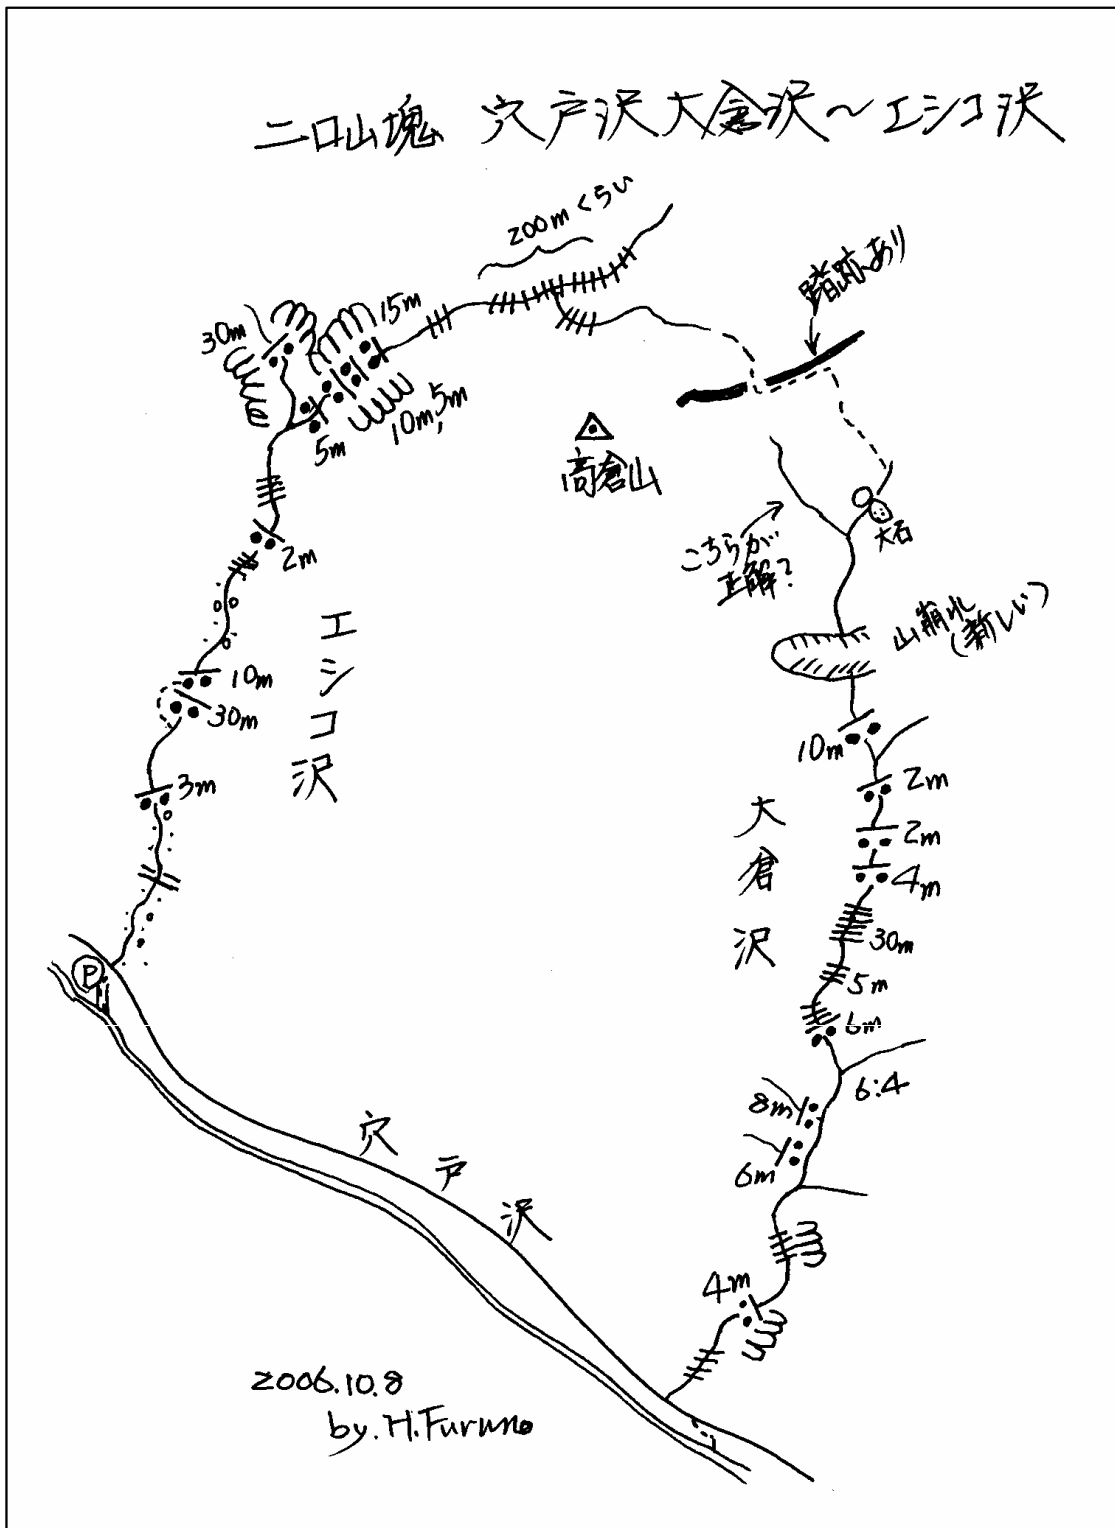 二口山塊 穴戸沢大倉沢～エシコ沢
200mくらい
踏跡あり
15m
30m
10m,5m
5m
高倉山
大石
こちらが
正解?
2m
エシコ沢
山崩れ
(新しい)
10m
30m
10m
3m
2m
2m
4m
大倉沢
30m
5m
6m
P
6:4
8m
6m
穴戸沢
4m
2006.10.8
by.H.Furuno